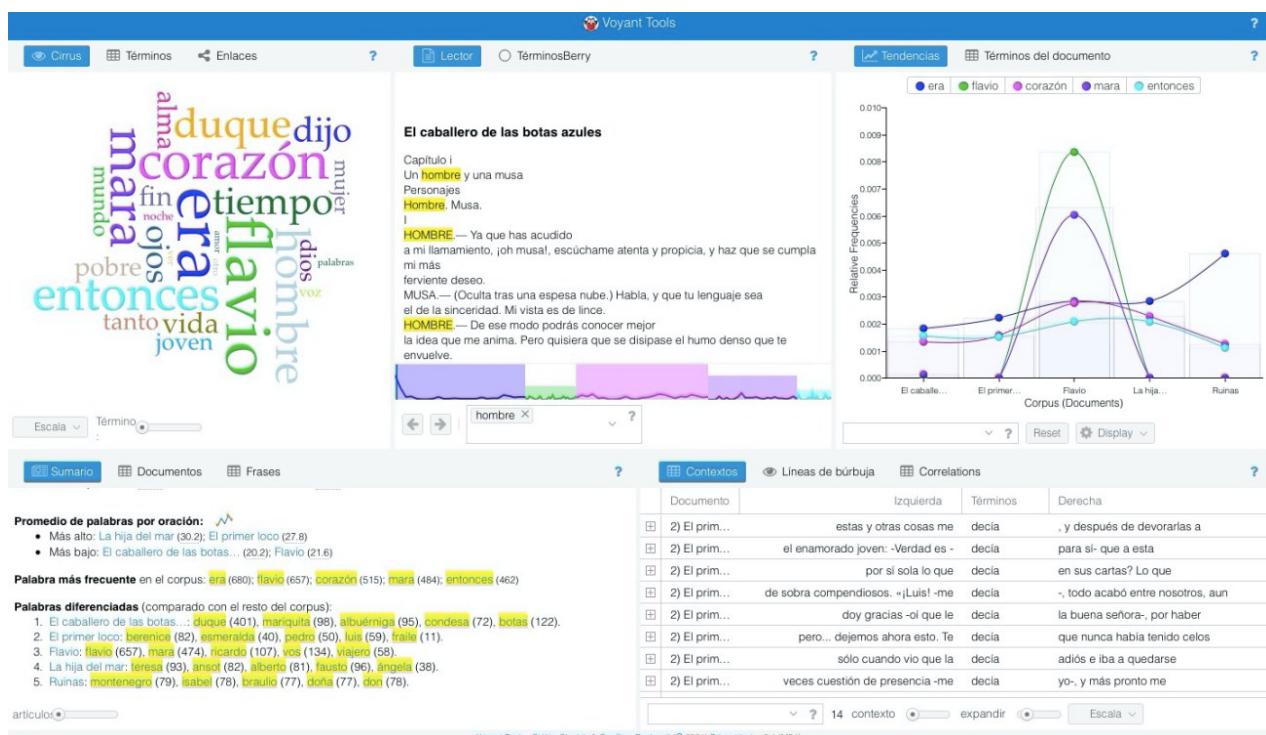 Voyant Tools
?
Cirrus
Términos
Enlaces
?
alma
duque
dijo
mara
corazón
mujer
mundo
fin
noche
era
tiempo
ojos
amor
flavio
hombre
dios
palabras
pobre
entonces
voz
tanto
vida
joven
Escala
Término
:
Lector
TérminosBerry
?
El caballero de las botas azules
Capítulo i
Un hombre y una musa
Personajes
Hombre. Musa.
I
HOMBRE.— Ya que has acudido
a mi llamamiento, ¡oh musa!, escúchame atenta y propicia, y haz que se cumpla
mi más
ferviente deseo.
MUSA.— (Oculta tras una espesa nube.) Habla, y que tu lenguaje sea
el de la sinceridad. Mi vista es de lince.
HOMBRE.— De ese modo podrás conocer mejor
la idea que me anima. Pero quisiera que se disipase el humo denso que te
envuelve.
hombre ×
?
Tendencias
Términos del documento
?
era
flavio
corazón
mara
entonces
0.010
0.009
0.008
0.007
0.006
0.005
0.004
0.003
0.002
0.001
0.000
Relative Frequencies
El caballe...
El primer...
Flavio
La hija...
Ruinas
Corpus (Documents)
?
Reset
Display
Sumario
Documentos
Frases
?
Promedio de palabras por oración:
• Más alto: La hija del mar (30.2); El primer loco (27.8)
• Más bajo: El caballero de las botas... (20.2); Flavio (21.6)
Palabra más frecuente en el corpus: era (680); flavio (657); corazón (515); mara (484); entonces (462)
Palabras diferenciadas (comparado con el resto del corpus):
1. El caballero de las botas...: duque (401), mariquita (98), albuérniga (95), condesa (72), botas (122).
2. El primer loco: berenice (82), esmeralda (40), pedro (50), luis (59), fraile (11).
3. Flavio: flavio (657), mara (474), ricardo (107), vos (134), viajero (58).
4. La hija del mar: teresa (93), ansot (82), alberto (81), fausto (96), ángela (38).
5. Ruinas: montenegro (79), isabel (78), braulio (77), doña (77), don (78).
artículos
Contextos
Líneas de búrbuja
Correlations
?
Documento Izquierda Términos Derecha
2) El prim... estas y otras cosas me decía , y después de devorarlas a
2) El prim... el enamorado joven: -Verdad es - decía para sí- que a esta
2) El prim... por sí sola lo que decía en sus cartas? Lo que
2) El prim... de sobra compendiosos. «¡Luis! -me decía -, todo acabó entre nosotros, aun
2) El prim... doy gracias -oí que le decía la buena señora-, por haber
2) El prim... pero... dejemos ahora esto. Te decía que nunca había tenido celos
2) El prim... sólo cuando vio que la decía adiós e iba a quedarse
2) El prim... veces cuestión de presencia -me decía yo-, y más pronto me
? 14 contexto expandir Escala